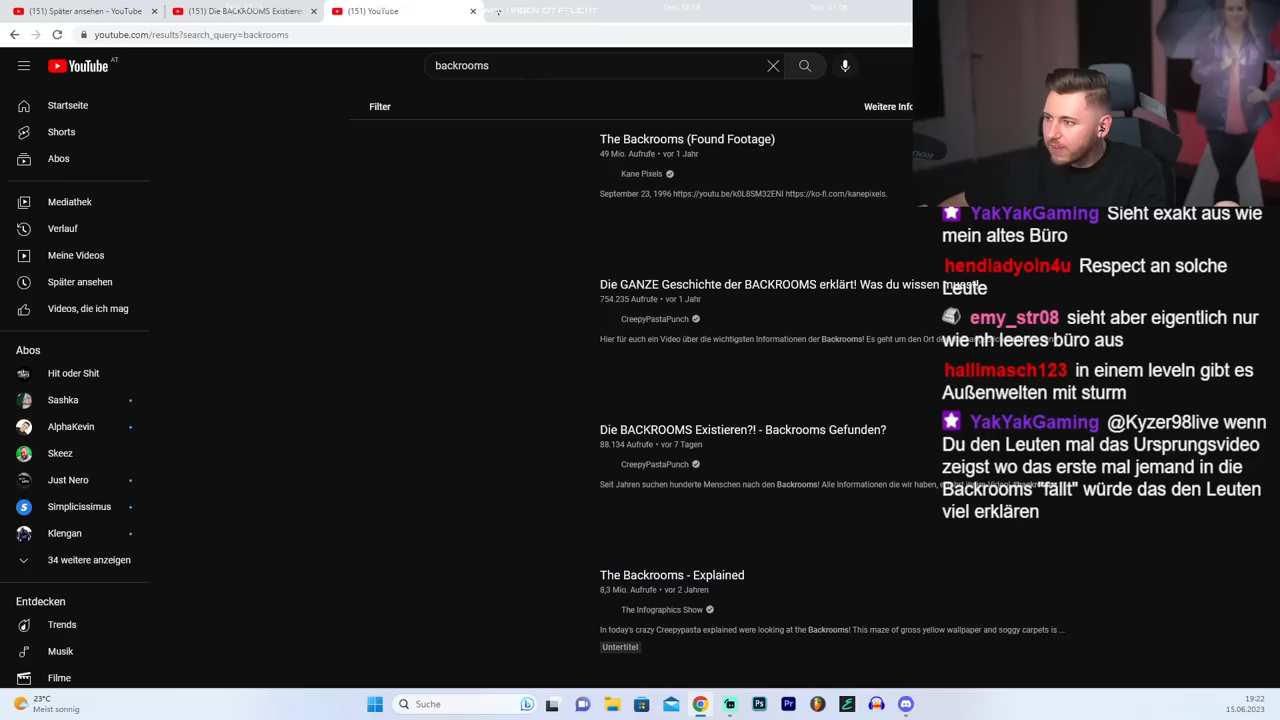 (151) Später ansehen - YouTube
(151) Die BACKROOMS Existiere
(151) YouTube
youtube.com/results?search_query=backrooms
YouTube AT
backrooms
Startseite
Shorts
Abos
Mediathek
Verlauf
Meine Videos
Später ansehen
Videos, die ich mag
Abos
Hit oder Shit
Sashka
AlphaKevin
Skeez
Just Nero
Simplicissimus
Klengan
34 weitere anzeigen
Entdecken
Trends
Musik
Filme
Filter
Weitere Info
The Backrooms (Found Footage)
49 Mio. Aufrufe • vor 1 Jahr
Kane Pixels
September 23, 1996 https://youtu.be/k0L8SM32ENI https://ko-fi.com/kanepixels.
Die GANZE Geschichte der BACKROOMS erklärt! Was du wissen musst!
754.235 Aufrufe • vor 1 Jahr
CreepyPastaPunch
Hier für euch ein Video über die wichtigsten Informationen der Backrooms! Es geht um den Ort
Die BACKROOMS Existieren?! - Backrooms Gefunden?
88.134 Aufrufe • vor 7 Tagen
CreepyPastaPunch
Seit Jahren suchen hunderte Menschen nach den Backrooms! Alle Informationen die wir haben,
The Backrooms - Explained
8,3 Mio. Aufrufe • vor 2 Jahren
The Infographics Show
In today's crazy Creepypasta explained were looking at the Backrooms! This maze of gross yellow wallpaper and soggy carpets is ...
Untertitel
YakYakGaming Sieht exakt aus wie
mein altes Büro
hendladyoln4u Respect an solche
Leute
emy_str08 sieht aber eigentlich nur
wie nh leeres büro aus
hallimasch123 in einem leveln gibt es
Außenwelten mit sturm
YakYakGaming @Kyzer98live wenn
Du den Leuten mal das Ursprungsvideo
zeigst wo das erste mal jemand in die
Backrooms "fällt" würde das den Leuten
viel erklären
23°C
Meist sonnig
Suche
19:22
15.06.2023